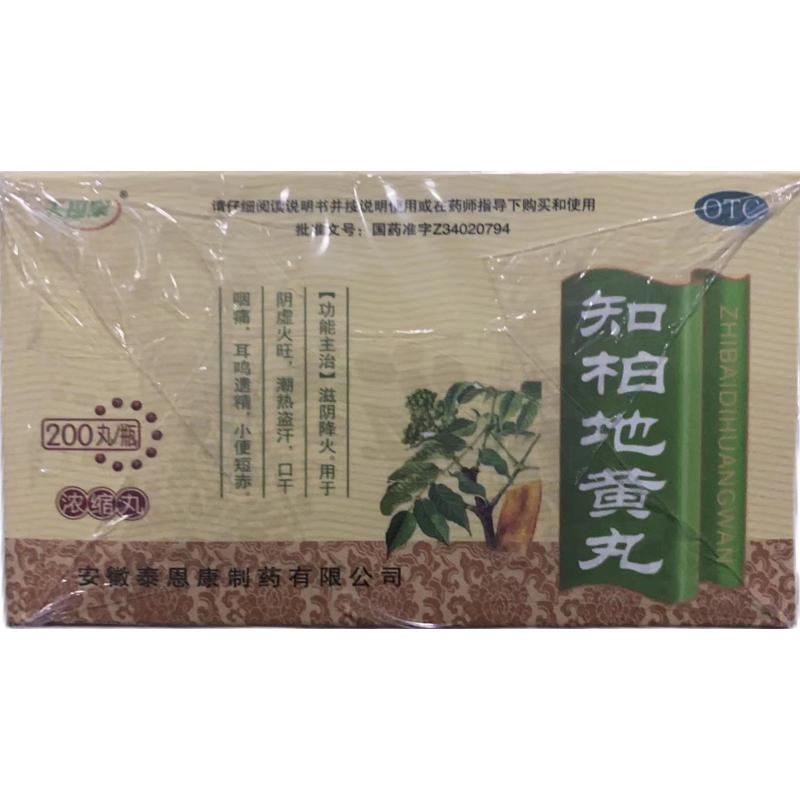 ®
请仔细阅读说明书并按说明使用或在药师指导下购买和使用
批准文号：国药准字Z34020794
OTC
知柏地黄丸
ZHIBAIDIHUANGWAN
【功能主治】滋阴降火。用于
阴虚火旺，潮热盗汗，口干
咽痛，耳鸣遗精，小便短赤。
200丸/瓶
浓缩丸
安徽泰恩康制药有限公司